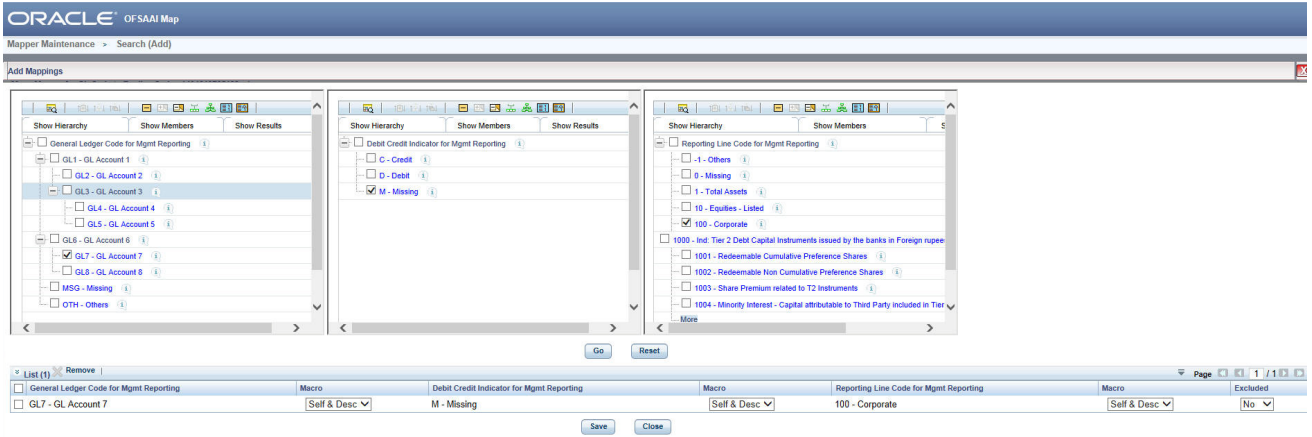 ORACLE OFSAAI Map
Mapper Maintenance > Search (Add)
Add Mappings
Show Hierarchy Show Members Show Results
General Ledger Code for Mgmt Reporting
GL1 - GL Account 1
GL2 - GL Account 2
GL3 - GL Account 3
GL4 - GL Account 4
GL5 - GL Account 5
GL6 - GL Account 6
GL7 - GL Account 7
GL8 - GL Account 8
MSG - Missing
OTH - Others
Show Hierarchy Show Members Show Results
Debit Credit Indicator for Mgmt Reporting
C - Credit
D - Debit
M - Missing
Show Hierarchy Show Members S
Reporting Line Code for Mgmt Reporting
-1 - Others
0 - Missing
1 - Total Assets
10 - Equities - Listed
100 - Corporate
1000 - Ind: Tier 2 Debt Capital Instruments issued by the banks in Foreign rupee
1001 - Redeemable Cumulative Preference Shares
1002 - Redeemable Non Cumulative Preference Shares
1003 - Share Premium related to T2 Instruments
1004 - Minority Interest - Capital attributable to Third Party included in Tier
More
Go Reset
List (1) Remove Page 1 / 1
General Ledger Code for Mgmt Reporting Macro Debit Credit Indicator for Mgmt Reporting Macro Reporting Line Code for Mgmt Reporting Macro Excluded
GL7 - GL Account 7 Self & Desc M - Missing Self & Desc 100 - Corporate Self & Desc No
Save Close